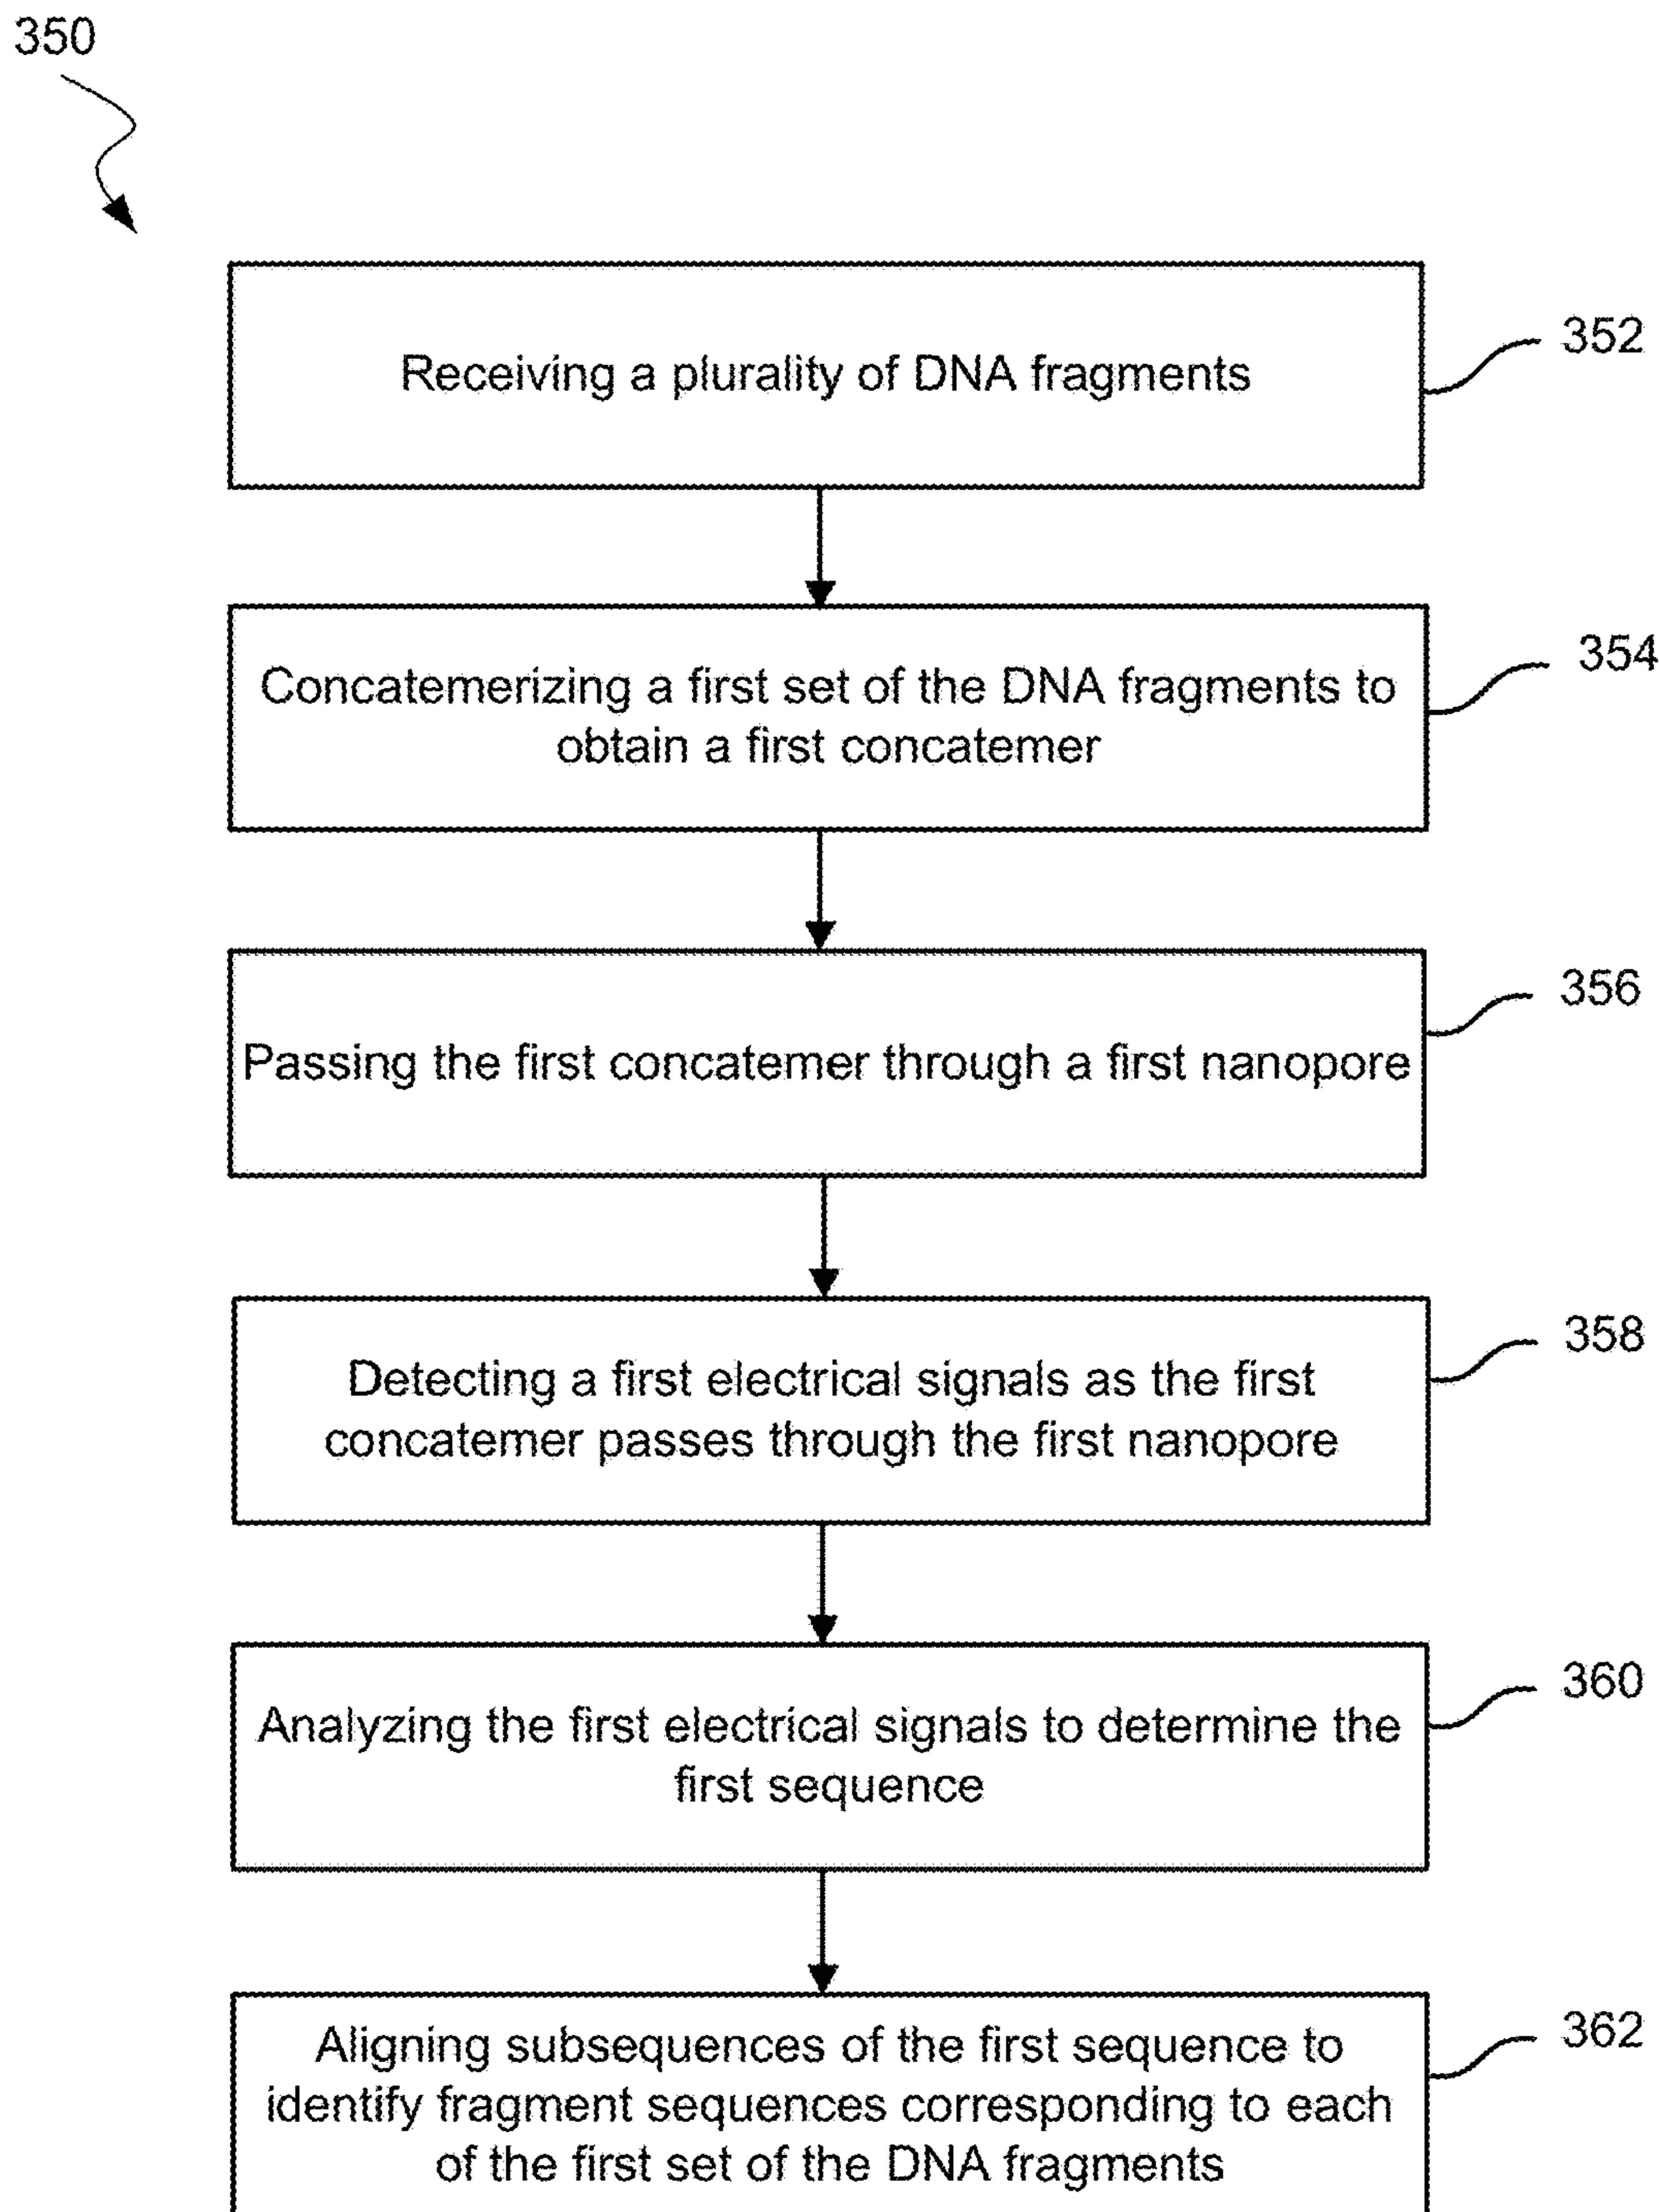 350
Receiving a plurality of DNA fragments
352
Concatemerizing a first set of the DNA fragments to
obtain a first concatemer
354
Passing the first concatemer through a first nanopore
356
Detecting a first electrical signals as the first
concatemer passes through the first nanopore
358
Analyzing the first electrical signals to determine the
first sequence
360
Aligning subsequences of the first sequence to
identify fragment sequences corresponding to each
of the first set of the DNA fragments
362